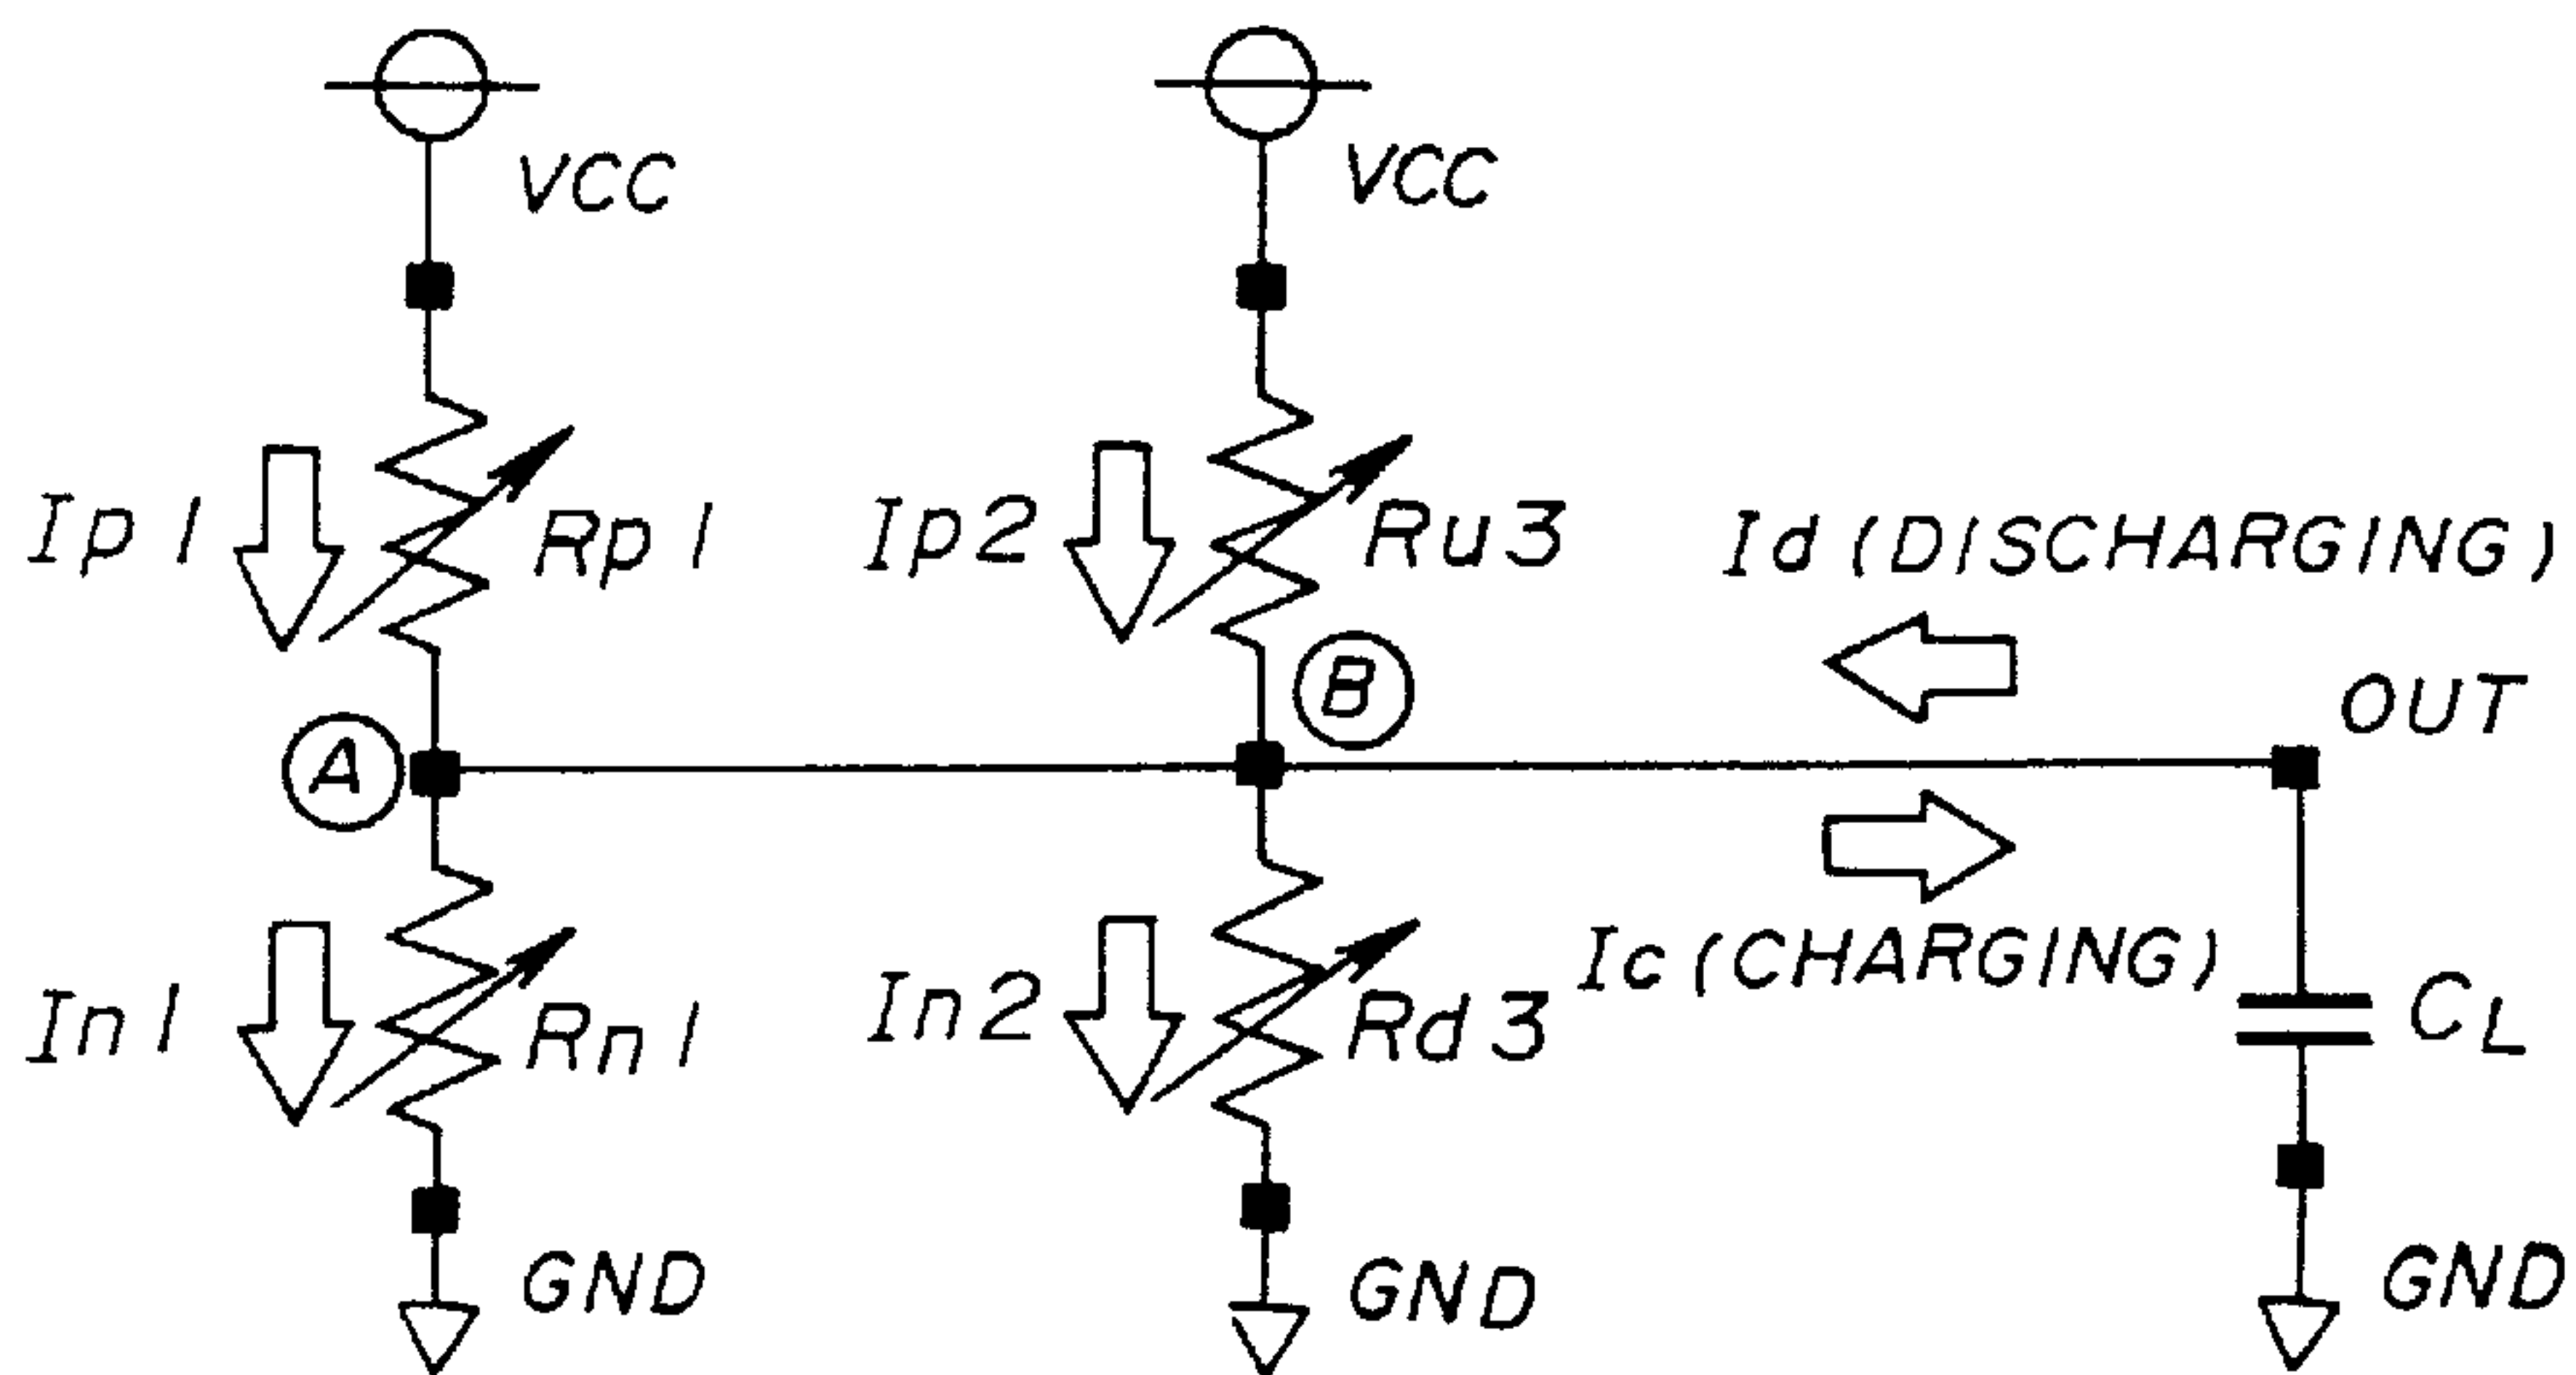 VCC
VCC
Ip1
Rp1
Ip2
Ru3
Id (DISCHARGING)
B
OUT
A
Ic (CHARGING)
In1
Rn1
In2
Rd3
CL
GND
GND
GND